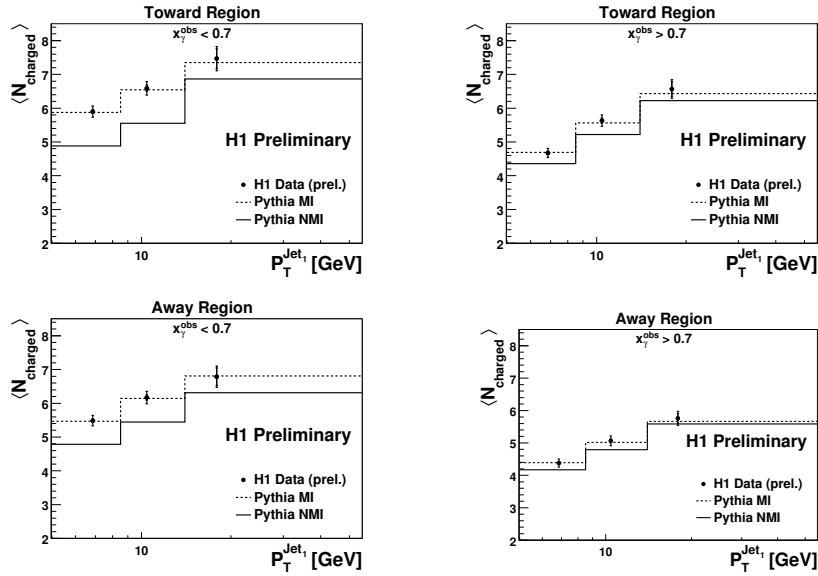 Toward Region
x_γ^obs < 0.7
⟨N_charged⟩
8
7
6
5
4
3
2
H1 Preliminary
H1 Data (prel.)
Pythia MI
Pythia NMI
10
P_T^Jet₁ [GeV]
Toward Region
x_γ^obs > 0.7
⟨N_charged⟩
8
7
6
5
4
3
2
H1 Preliminary
H1 Data (prel.)
Pythia MI
Pythia NMI
10
P_T^Jet₁ [GeV]
Away Region
x_γ^obs < 0.7
⟨N_charged⟩
8
7
6
5
4
3
2
H1 Preliminary
H1 Data (prel.)
Pythia MI
Pythia NMI
10
P_T^Jet₁ [GeV]
Away Region
x_γ^obs > 0.7
⟨N_charged⟩
8
7
6
5
4
3
2
H1 Preliminary
H1 Data (prel.)
Pythia MI
Pythia NMI
10
P_T^Jet₁ [GeV]